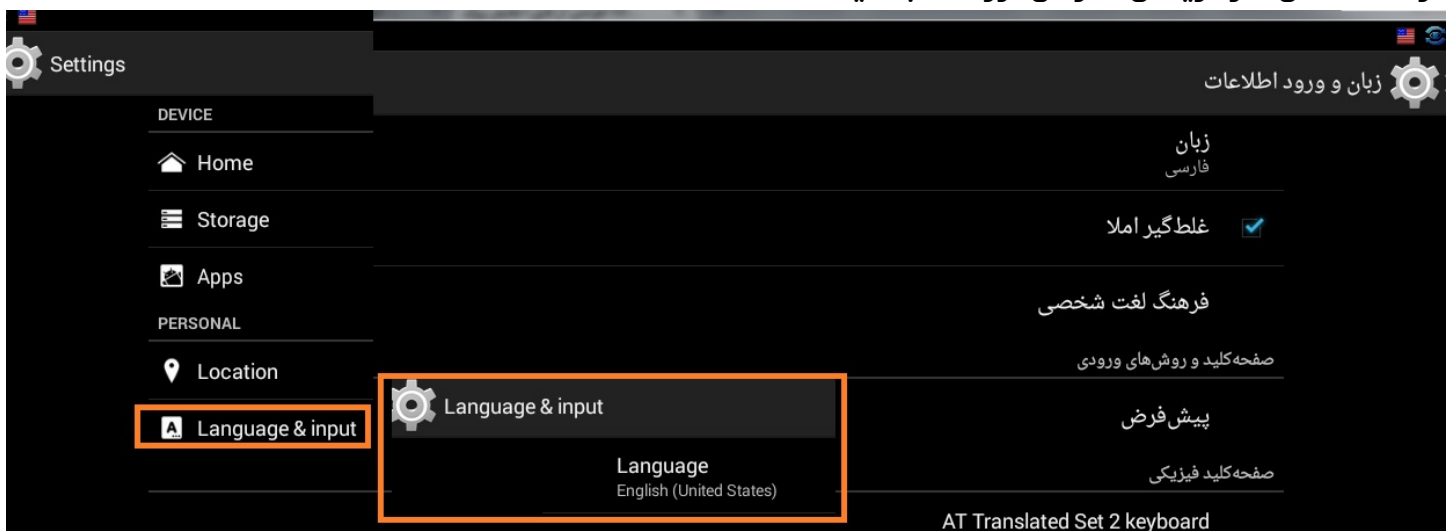 Settings
DEVICE
Home
Storage
Apps
PERSONAL
Location
Language & input
Language & input
Language
English (United States)
زبان و ورود اطلاعات
زبان
فارسی
غلط‌گیر املا
فرهنگ لغت شخصی
صفحه‌کلید و روش‌های ورودی
پیش‌فرض
صفحه‌کلید فیزیکی
AT Translated Set 2 keyboard